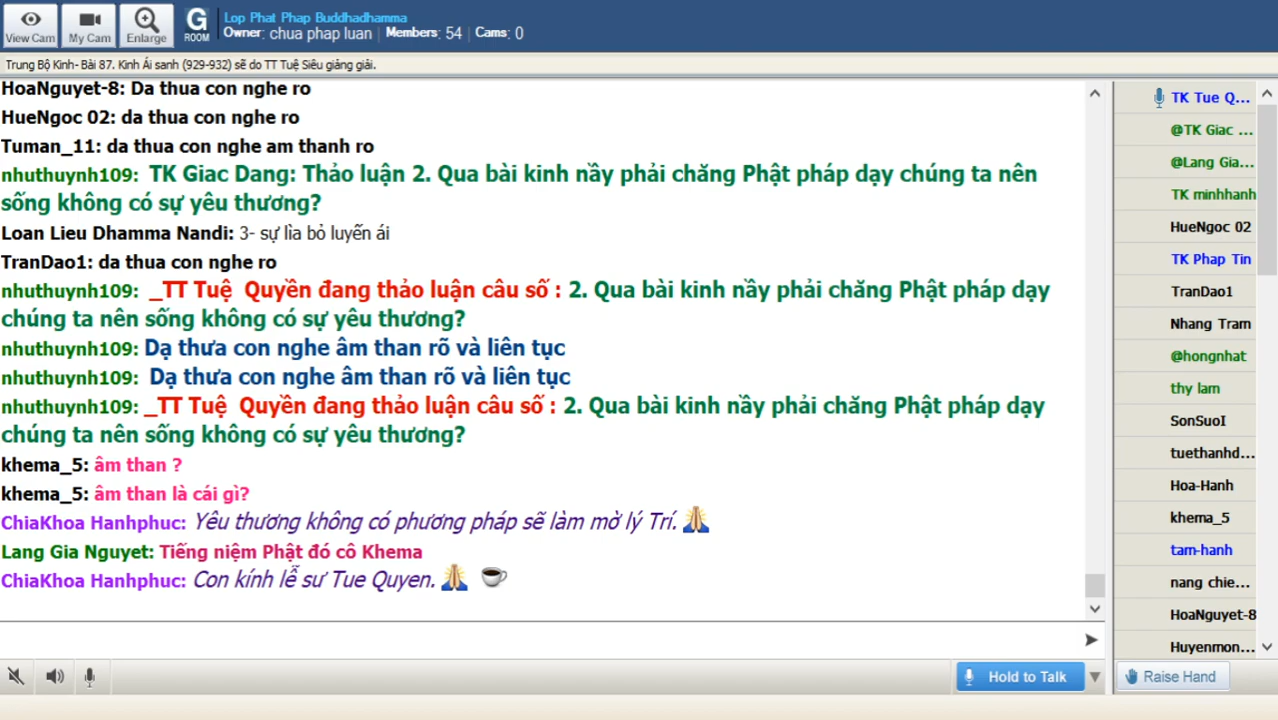 View Cam
My Cam
Enlarge
G
ROOM
Lop Phat Phap Buddhadhamma
Owner: chua phap luan | Members: 54 | Cams: 0
Trung Bộ Kinh- Bài 87. Kinh Ái sanh (929-932) sẽ do TT Tuệ Siêu giảng giải.
HoaNguyet-8: Da thua con nghe ro
HueNgoc 02: da thua con nghe ro
Tuman_11: da thua con nghe am thanh ro
nhuthuynh109: TK Giac Dang: Thảo luận 2. Qua bài kinh nầy phải chăng Phật pháp dạy chúng ta nên
sống không có sự yêu thương?
Loan Lieu Dhamma Nandi: 3- sự lìa bỏ luyến ái
TranDao1: da thua con nghe ro
nhuthuynh109: _TT Tuệ Quyền đang thảo luận câu số : 2. Qua bài kinh nầy phải chăng Phật pháp dạy
chúng ta nên sống không có sự yêu thương?
nhuthuynh109: Dạ thưa con nghe âm than rõ và liên tục
nhuthuynh109: Dạ thưa con nghe âm than rõ và liên tục
nhuthuynh109: _TT Tuệ Quyền đang thảo luận câu số : 2. Qua bài kinh nầy phải chăng Phật pháp dạy
chúng ta nên sống không có sự yêu thương?
khema_5: âm than ?
khema_5: âm than là cái gì?
ChiaKhoa Hanhphuc: Yêu thương không có phương pháp sẽ làm mờ lý Trí.
Lang Gia Nguyet: Tiếng niệm Phật đó cô Khema
ChiaKhoa Hanhphuc: Con kính lễ sư Tue Quyen.
Hold to Talk
TK Tue Q...
@TK Giac ...
@Lang Gia...
TK minhhanh
HueNgoc 02
TK Phap Tin
TranDao1
Nhang Tram
@hongnhat
thy lam
SonSuoI
tuethanhd...
Hoa-Hanh
khema_5
tam-hanh
nang chie...
HoaNguyet-8
Huyenmon...
Raise Hand